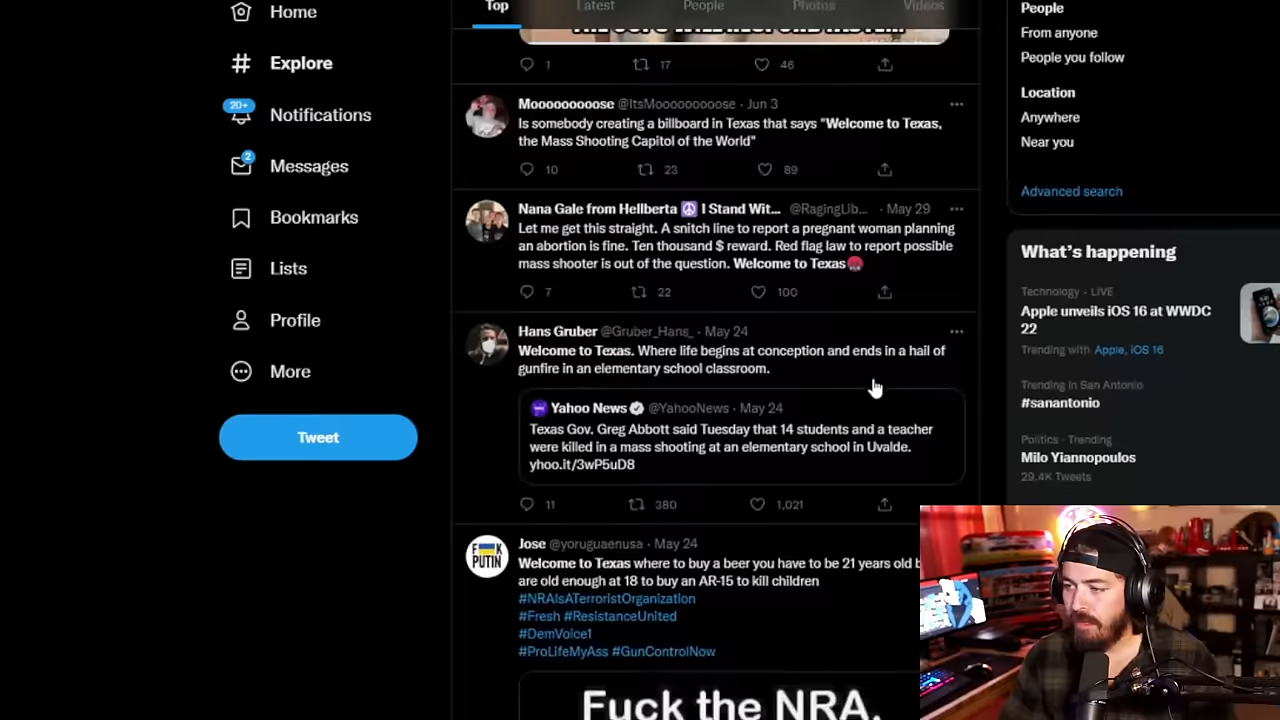 Home
Explore
20+
Notifications
2
Messages
Bookmarks
Lists
Profile
More
Tweet
Top
Latest
People
Photos
Videos
1
17
46
Mooooooooose @ItsMooooooooose · Jun 3
Is somebody creating a billboard in Texas that says "Welcome to Texas,
the Mass Shooting Capitol of the World"
10
23
89
Nana Gale from Hellberta ☮ I Stand Wit... @RagingLib... · May 29
Let me get this straight. A snitch line to report a pregnant woman planning
an abortion is fine. Ten thousand $ reward. Red flag law to report possible
mass shooter is out of the question. Welcome to Texas
7
22
100
Hans Gruber @Gruber_Hans_ · May 24
Welcome to Texas. Where life begins at conception and ends in a hail of
gunfire in an elementary school classroom.
Yahoo News @YahooNews · May 24
Texas Gov. Greg Abbott said Tuesday that 14 students and a teacher
were killed in a mass shooting at an elementary school in Uvalde.
yhoo.it/3wP5uD8
11
380
1,021
F K
PUTIN
Jose @yoruguaenusa · May 24
Welcome to Texas where to buy a beer you have to be 21 years old b
are old enough at 18 to buy an AR-15 to kill children
#NRAIsATerroristOrganization
#Fresh #ResistanceUnited
#DemVoice1
#ProLifeMyAss #GunControlNow
Fuck the NRA.
People
From anyone
People you follow
Location
Anywhere
Near you
Advanced search
What's happening
Technology · LIVE
Apple unveils iOS 16 at WWDC
22
Trending with Apple, iOS 16
Trending in San Antonio
#sanantonio
Politics · Trending
Milo Yiannopoulos
29.4K Tweets